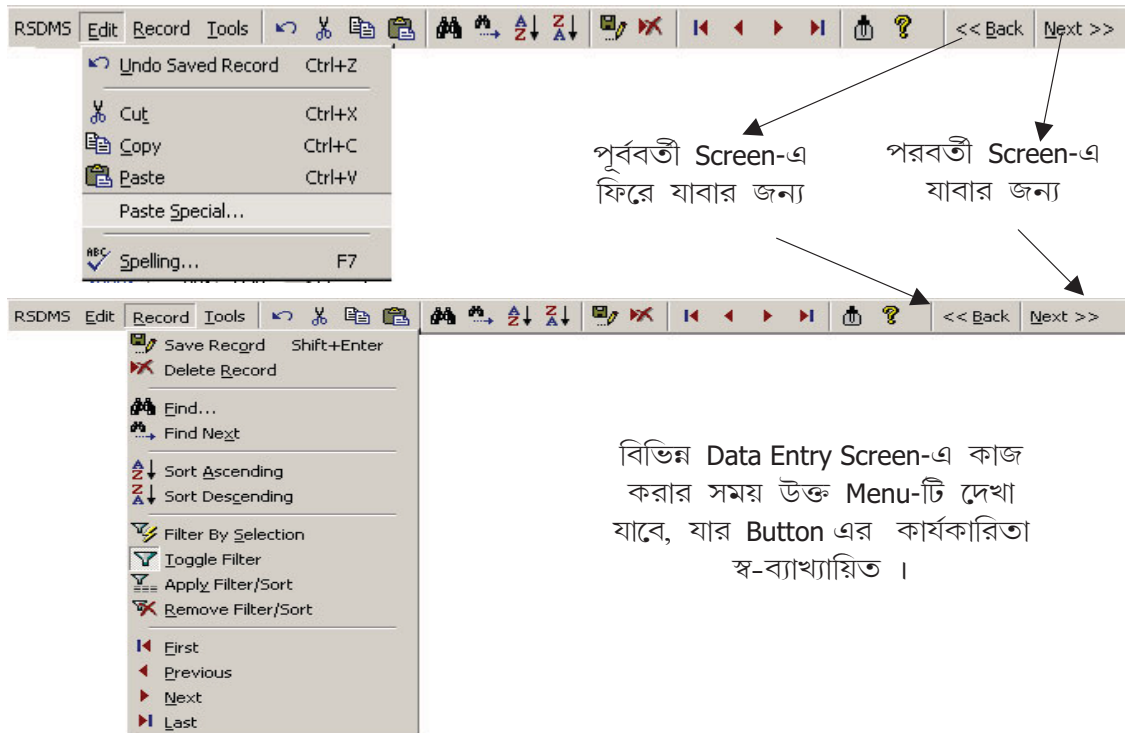 RSDMS Edit Record Tools << Back Next >>
Undo Saved Record Ctrl+Z
Cut Ctrl+X
Copy Ctrl+C
Paste Ctrl+V
Paste Special...
ABC Spelling... F7
পূর্ববর্তী Screen-এ
ফিরে যাবার জন্য
পরবর্তী Screen-এ
যাবার জন্য
RSDMS Edit Record Tools << Back Next >>
Save Record Shift+Enter
Delete Record
Find...
Find Next
Sort Ascending
Sort Descending
Filter By Selection
Toggle Filter
Apply Filter/Sort
Remove Filter/Sort
First
Previous
Next
Last
বিভিন্ন Data Entry Screen-এ কাজ
করার সময় উক্ত Menu-টি দেখা
যাবে, যার Button এর কার্যকারিতা
স্ব-ব্যাখ্যায়িত ।